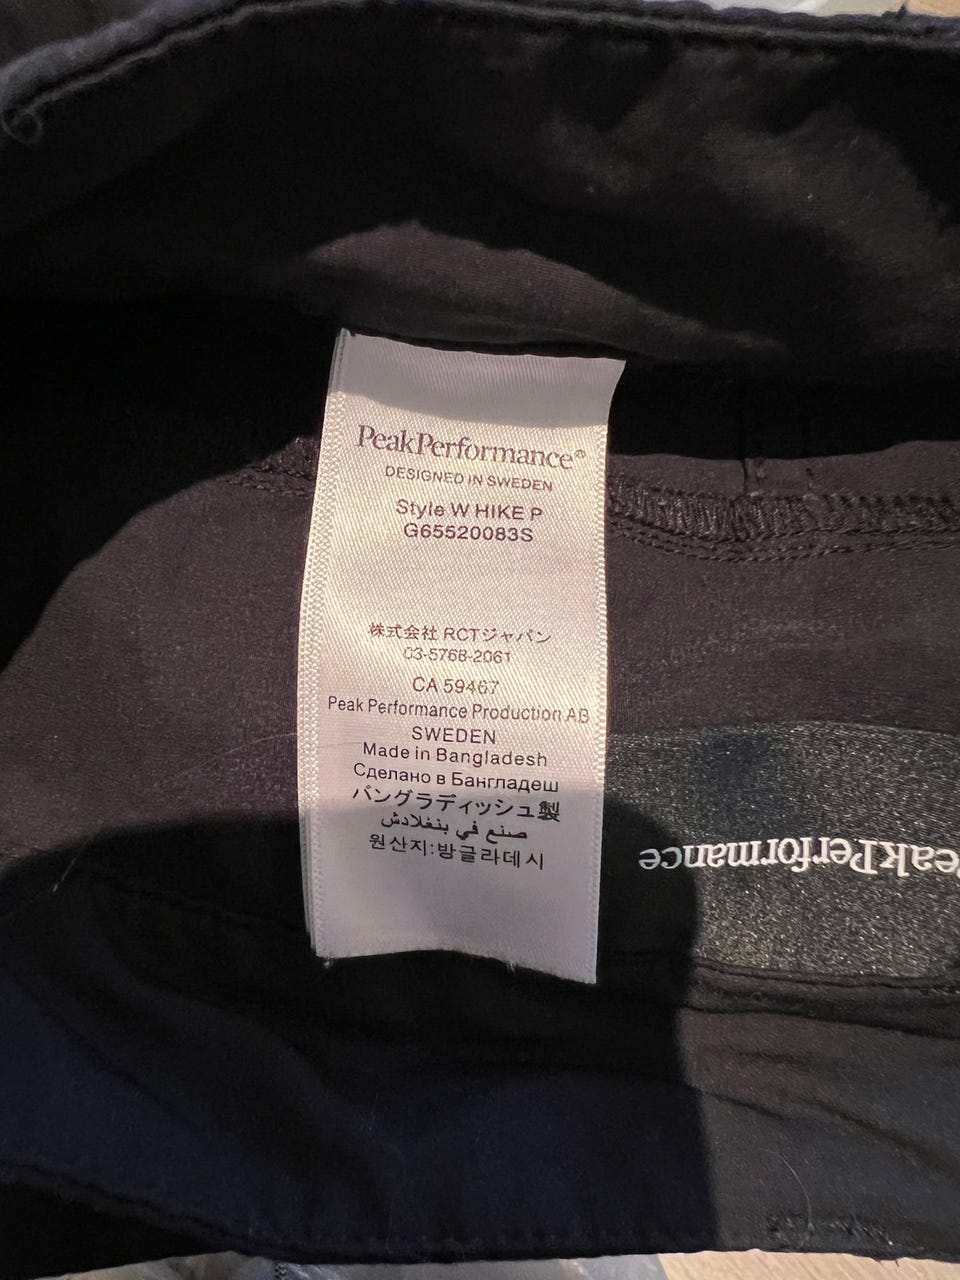 PeakPerformance®
DESIGNED IN SWEDEN
Style W HIKE P
G65520083S
株式会社 RCTジャパン
03-5768-2061
CA 59467
Peak Performance Production AB
SWEDEN
Made in Bangladesh
Сделано в Бангладеш
バングラディッシュ製
صنع في بنغلادش
원산지:방글라데시
PeakPerformance